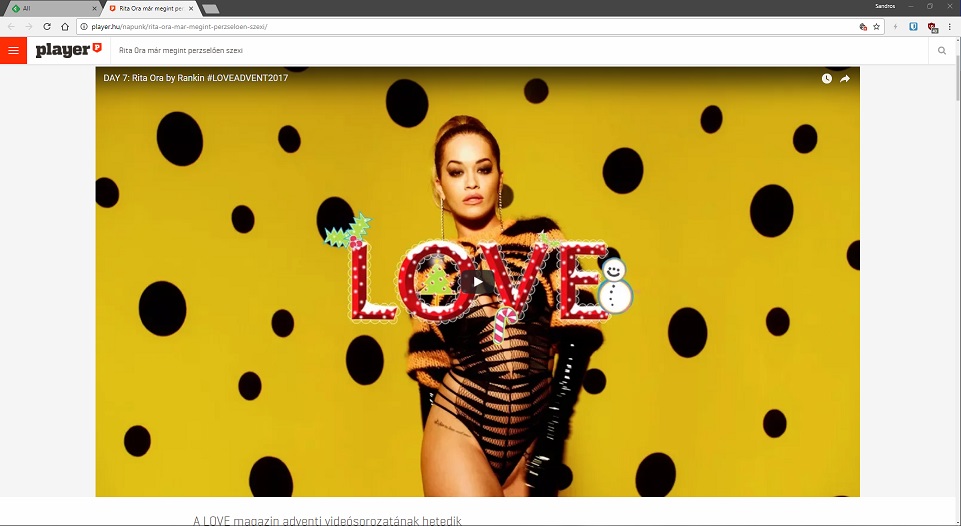 All
Rita Ora már megint per
Sandros
player.hu/napunk/rita-ora-mar-megint-perzseloen-szexi/
player P
Rita Ora már megint perzselően szexi
DAY 7: Rita Ora by Rankin #LOVEADVENT2017
LOVE
A LOVE magazin adventi videósorozatának hetedik